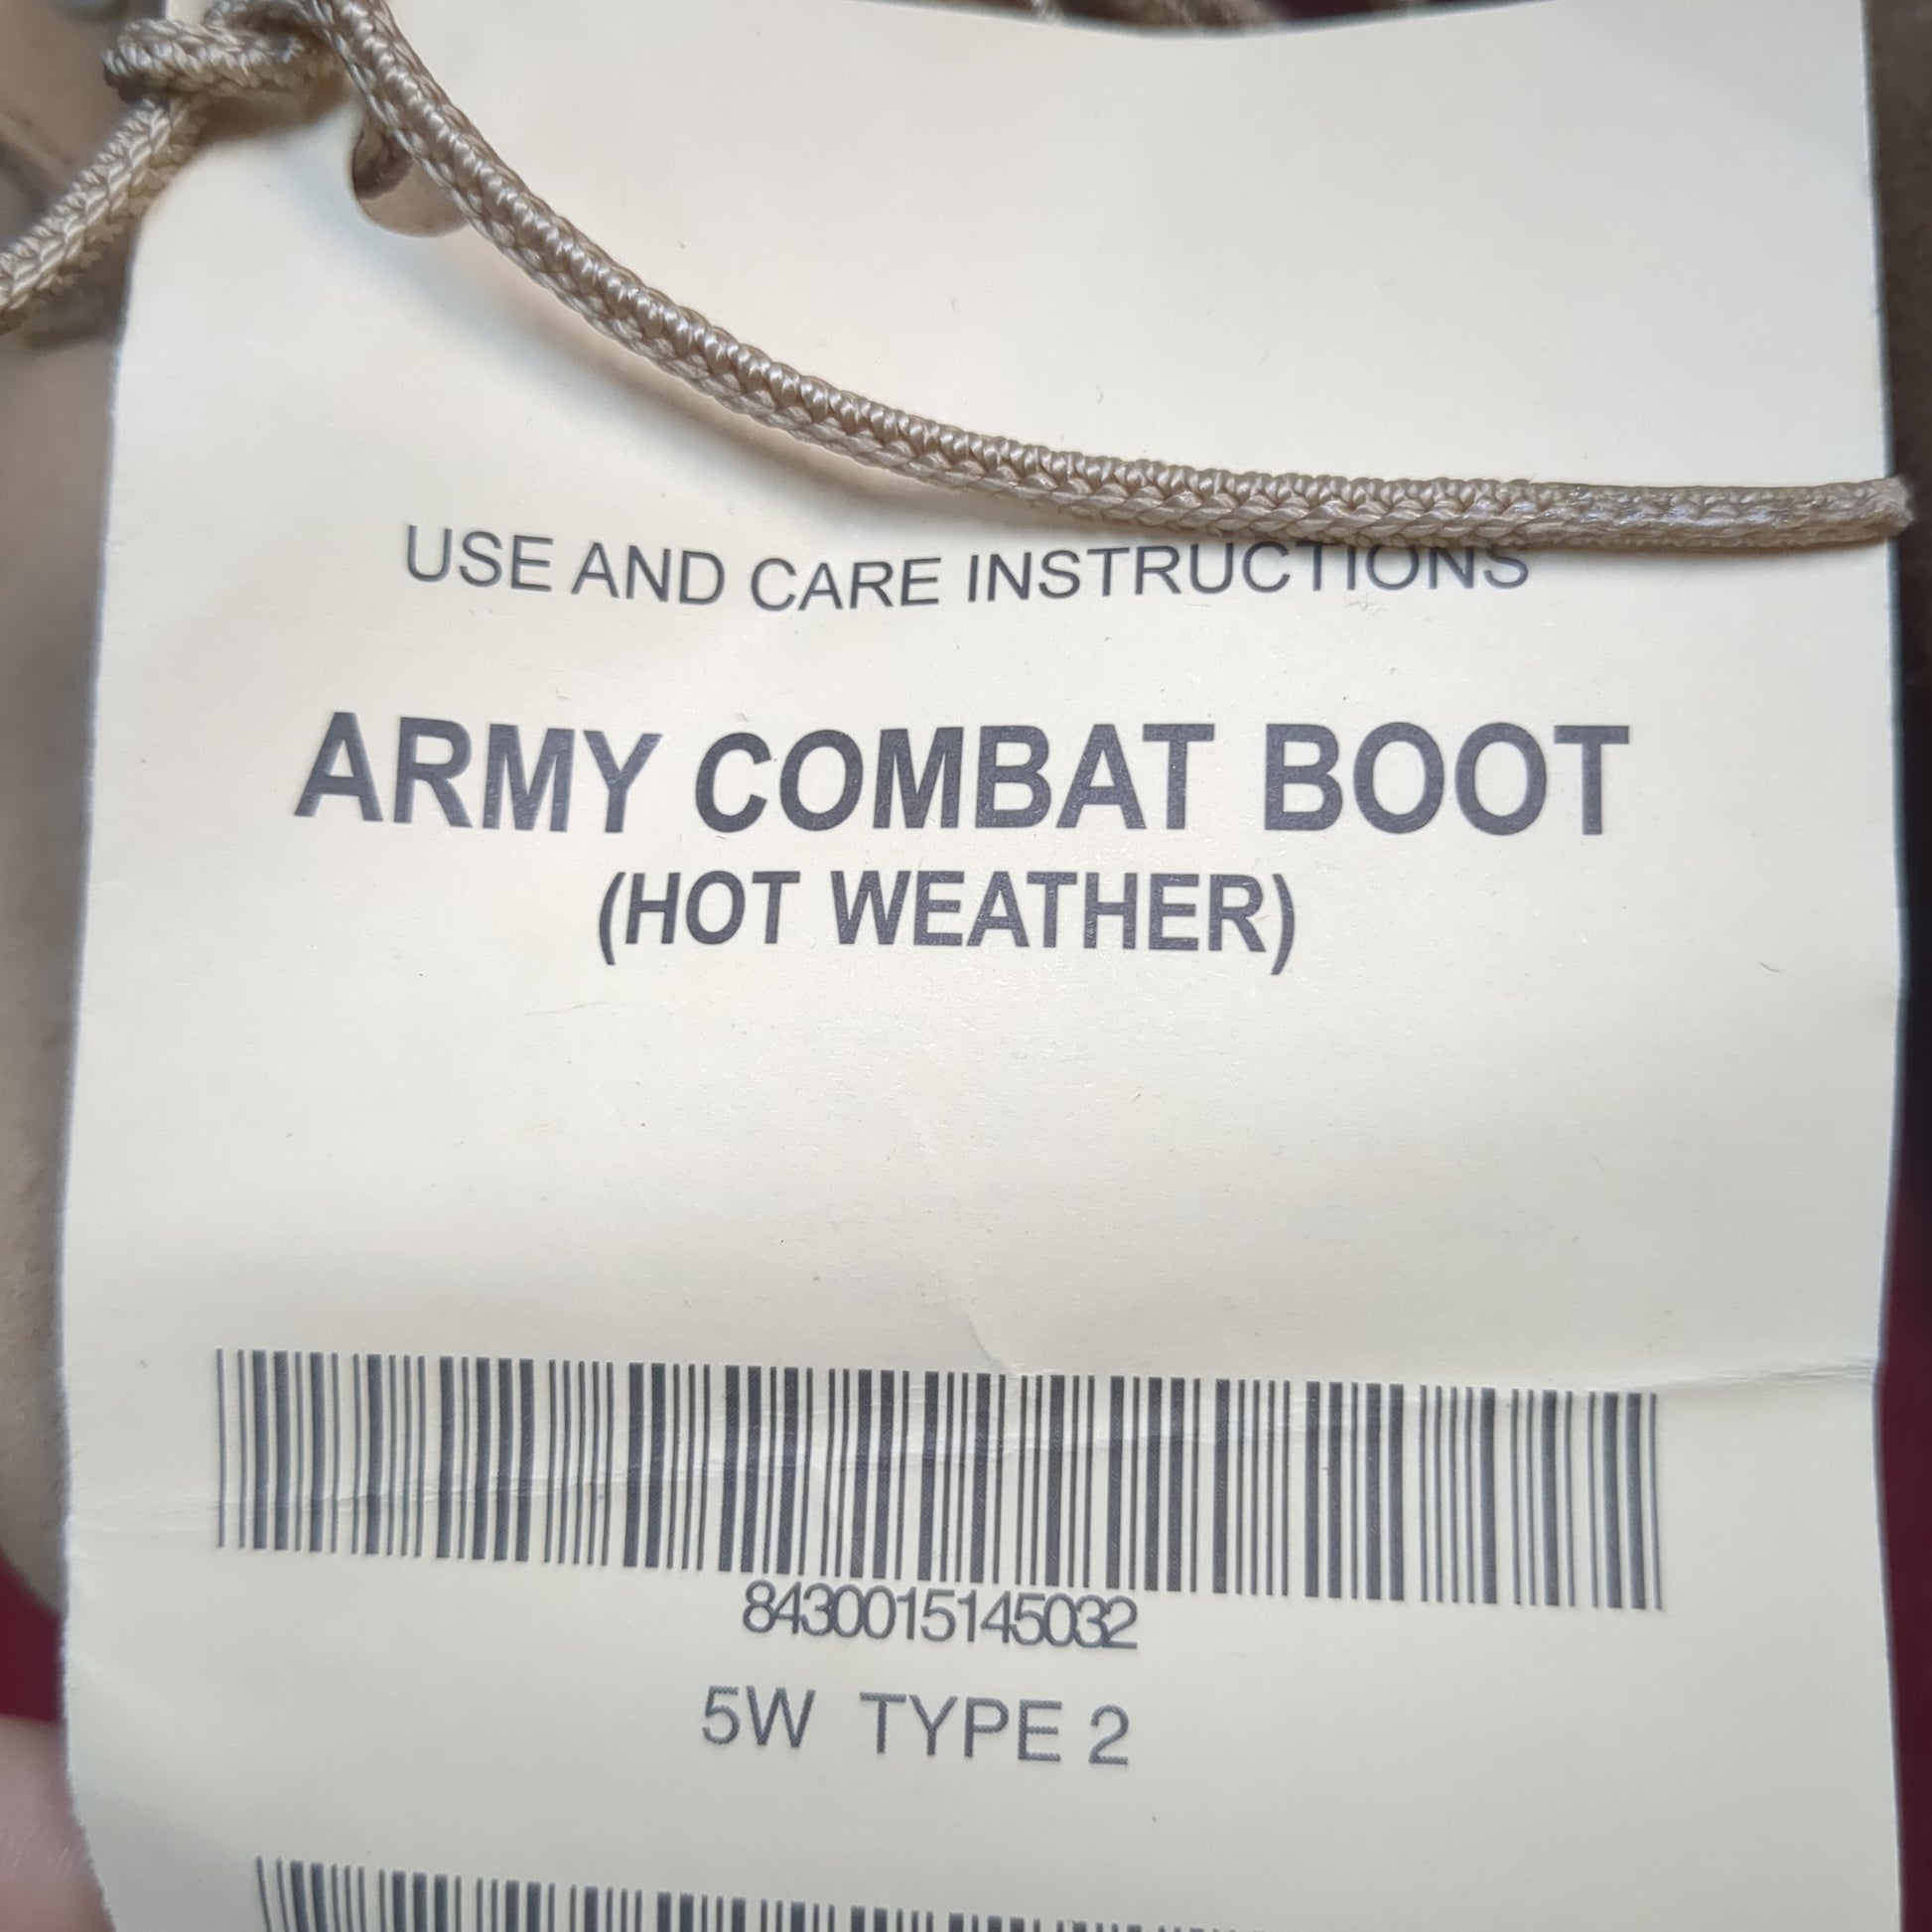 USE AND CARE INSTRUCTIONS
ARMY COMBAT BOOT
(HOT WEATHER)
8430015145032
5W TYPE 2